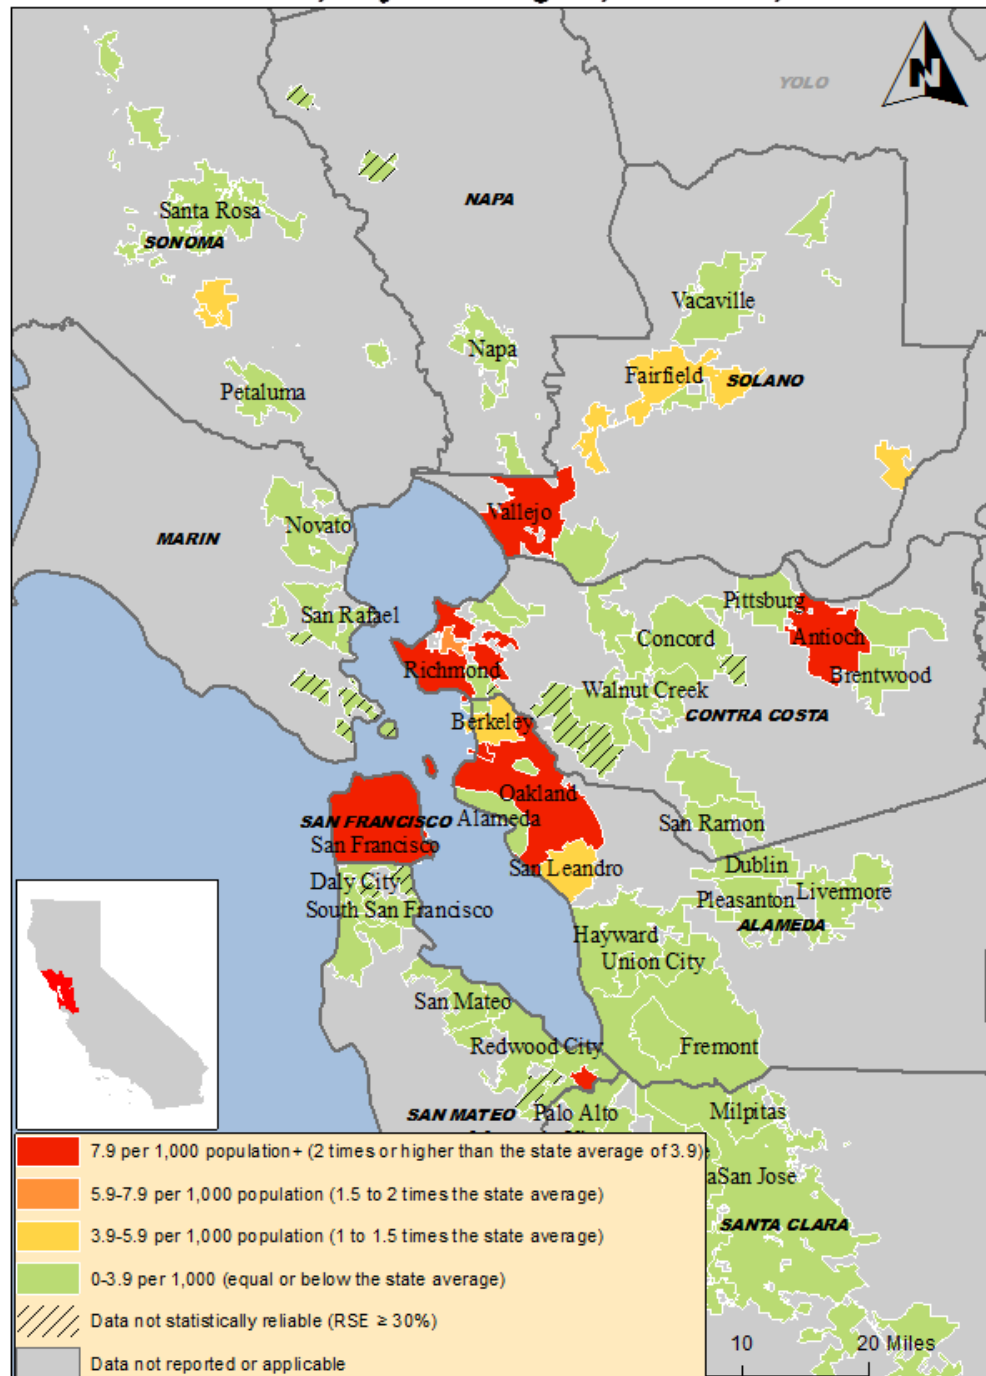 N
YOLO
NAPA
Santa Rosa
SONOMA
Vacaville
Napa
Fairfield
SOLANO
Petaluma
Vallejo
Novato
MARIN
Pittsburg
San Rafael
Concord
Antioch
Richmond
Brentwood
Walnut Creek
CONTRA COSTA
Berkeley
Oakland
SAN FRANCISCO
Alameda
San Ramon
San Francisco
San Leandro
Dublin
Daly City
Pleasanton
Livermore
South San Francisco
ALAMEDA
Hayward
Union City
San Mateo
Redwood City
Fremont
SAN MATEO
Palo Alto
Milpitas
San Jose
SANTA CLARA
7.9 per 1,000 population+ (2 times or higher than the state average of 3.9)
5.9-7.9 per 1,000 population (1.5 to 2 times the state average)
3.9-5.9 per 1,000 population (1 to 1.5 times the state average)
0-3.9 per 1,000 (equal or below the state average)
Data not statistically reliable (RSE ≥ 30%)
Data not reported or applicable
10
20 Miles